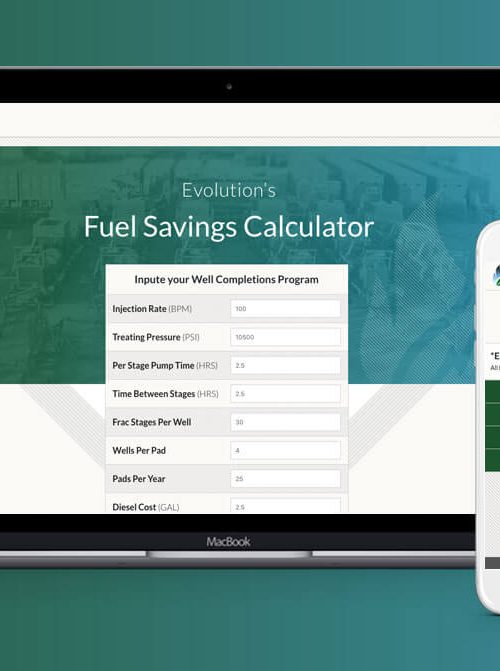 Evolution's
Fuel Savings Calculator
Inpute your Well Completions Program
Injection Rate (BPM) 100
Treating Pressure (PSI) 10500
Per Stage Pump Time (HRS) 2.5
Time Between Stages (HRS) 2.5
Frac Stages Per Well 30
Wells Per Pad 4
Pads Per Year 25
Diesel Cost (GAL) 2.5
MacBook
"E
All